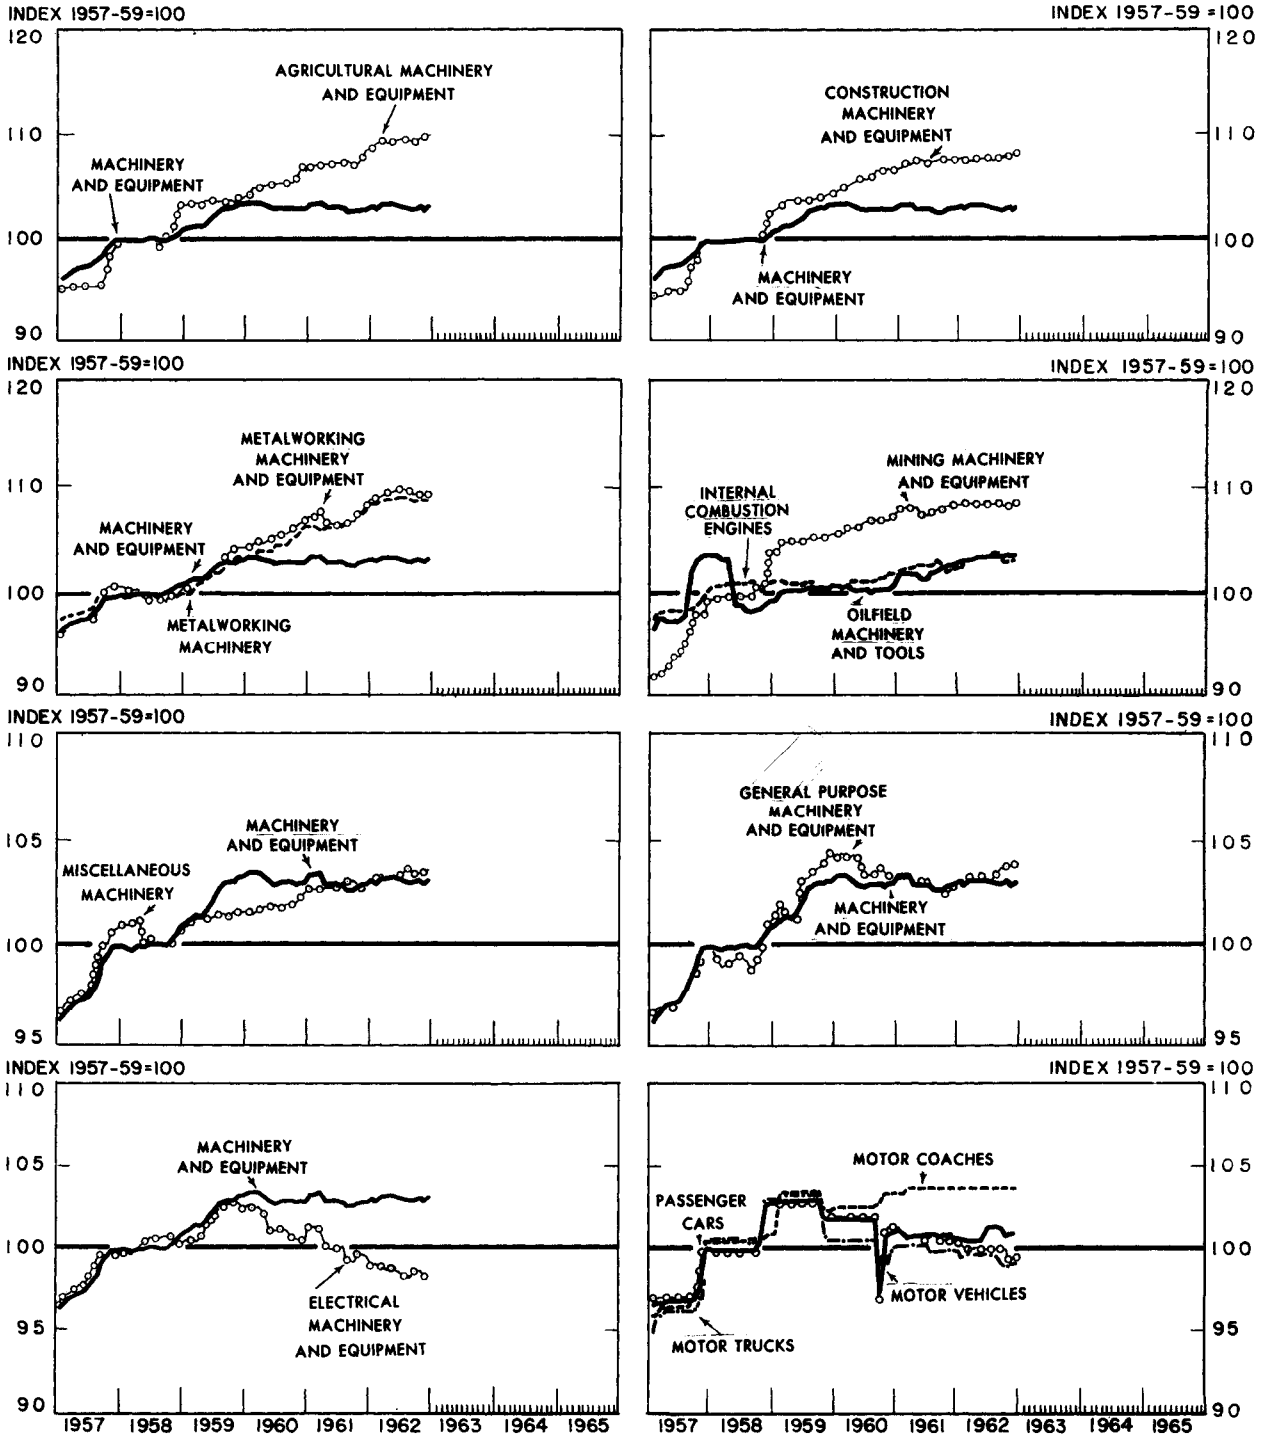 INDEX 1957-59=100
120
110
100
90
AGRICULTURAL MACHINERY
AND EQUIPMENT
MACHINERY
AND EQUIPMENT
INDEX 1957-59=100
120
110
100
90
CONSTRUCTION
MACHINERY
AND EQUIPMENT
MACHINERY
AND EQUIPMENT
INDEX 1957-59=100
120
110
100
90
METALWORKING
MACHINERY
AND EQUIPMENT
MACHINERY
AND EQUIPMENT
METALWORKING
MACHINERY
INDEX 1957-59=100
120
110
100
90
MINING MACHINERY
AND EQUIPMENT
INTERNAL
COMBUSTION
ENGINES
OILFIELD
MACHINERY
AND TOOLS
INDEX 1957-59=100
110
105
100
95
MACHINERY
AND EQUIPMENT
MISCELLANEOUS
MACHINERY
INDEX 1957-59=100
110
105
100
95
GENERAL PURPOSE
MACHINERY
AND EQUIPMENT
MACHINERY
AND EQUIPMENT
INDEX 1957-59=100
110
105
100
95
90
MACHINERY
AND EQUIPMENT
ELECTRICAL
MACHINERY
AND EQUIPMENT
1957 1958 1959 1960 1961 1962 1963 1964 1965
INDEX 1957-59=100
110
105
100
95
90
MOTOR COACHES
PASSENGER
CARS
MOTOR VEHICLES
MOTOR TRUCKS
1957 1958 1959 1960 1961 1962 1963 1964 1965